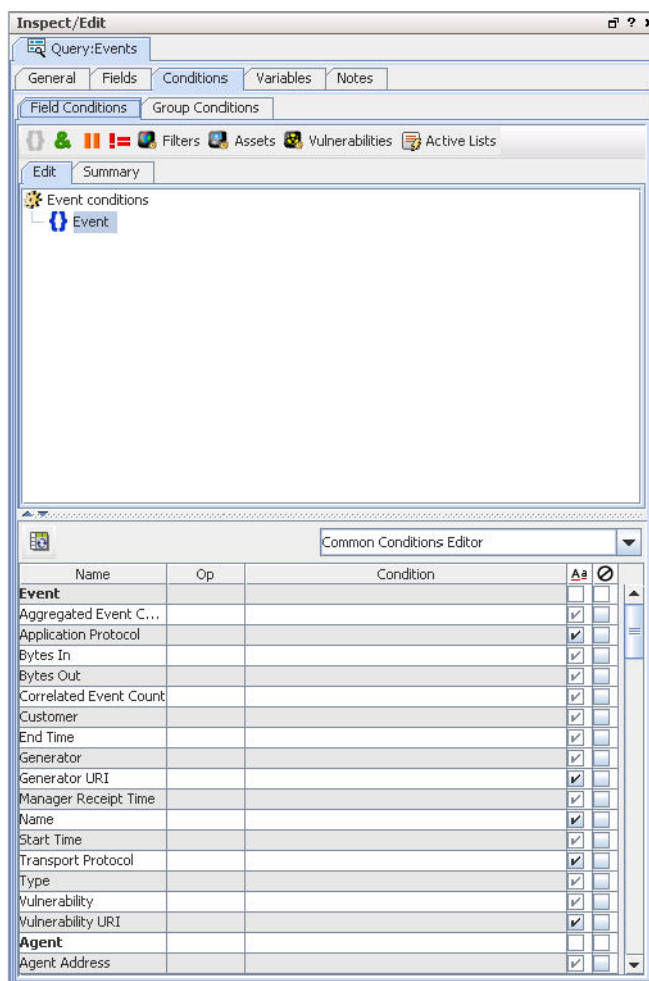 Inspect/Edit ?
Query:Events
General Fields Conditions Variables Notes
Field Conditions Group Conditions
{} & != Filters Assets Vulnerabilities Active Lists
Edit Summary
Event conditions
{} Event
Common Conditions Editor
Name Op Condition Aa
Event
Aggregated Event C...
Application Protocol
Bytes In
Bytes Out
Correlated Event Count
Customer
End Time
Generator
Generator URI
Manager Receipt Time
Name
Start Time
Transport Protocol
Type
Vulnerability
Vulnerability URI
Agent
Agent Address